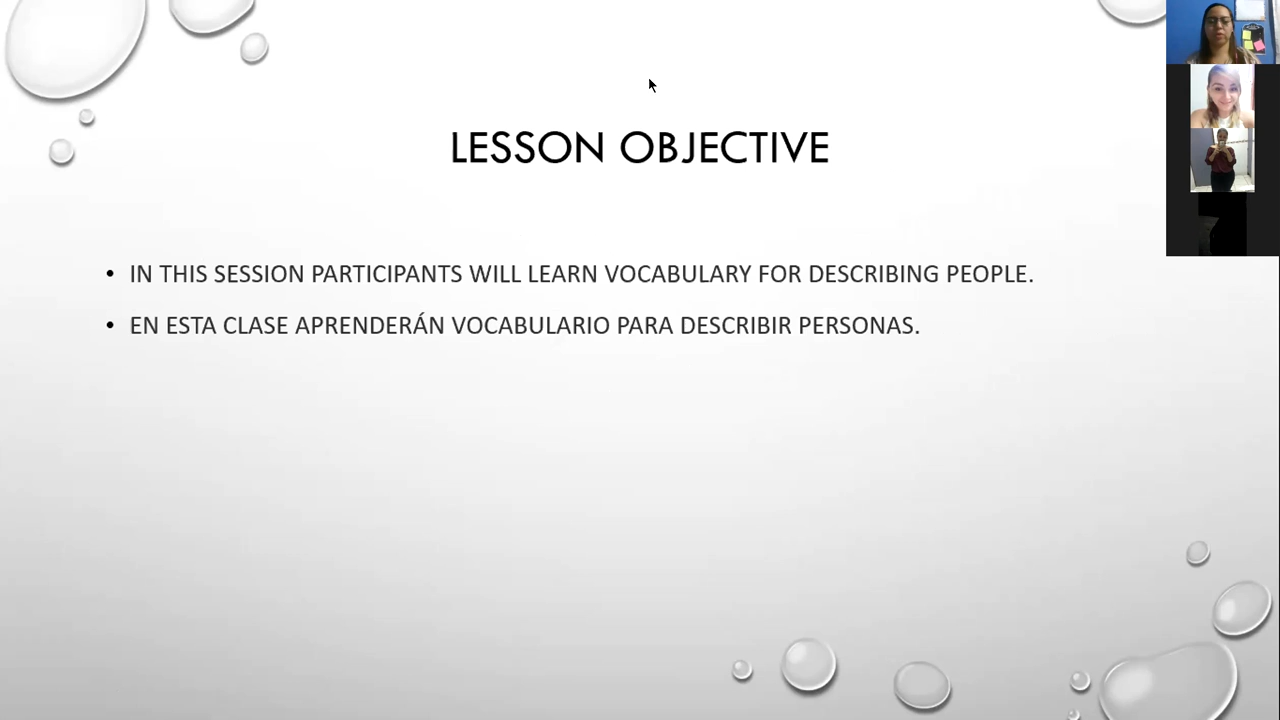 LESSON OBJECTIVE
• IN THIS SESSION PARTICIPANTS WILL LEARN VOCABULARY FOR DESCRIBING PEOPLE.
• EN ESTA CLASE APRENDERÁN VOCABULARIO PARA DESCRIBIR PERSONAS.